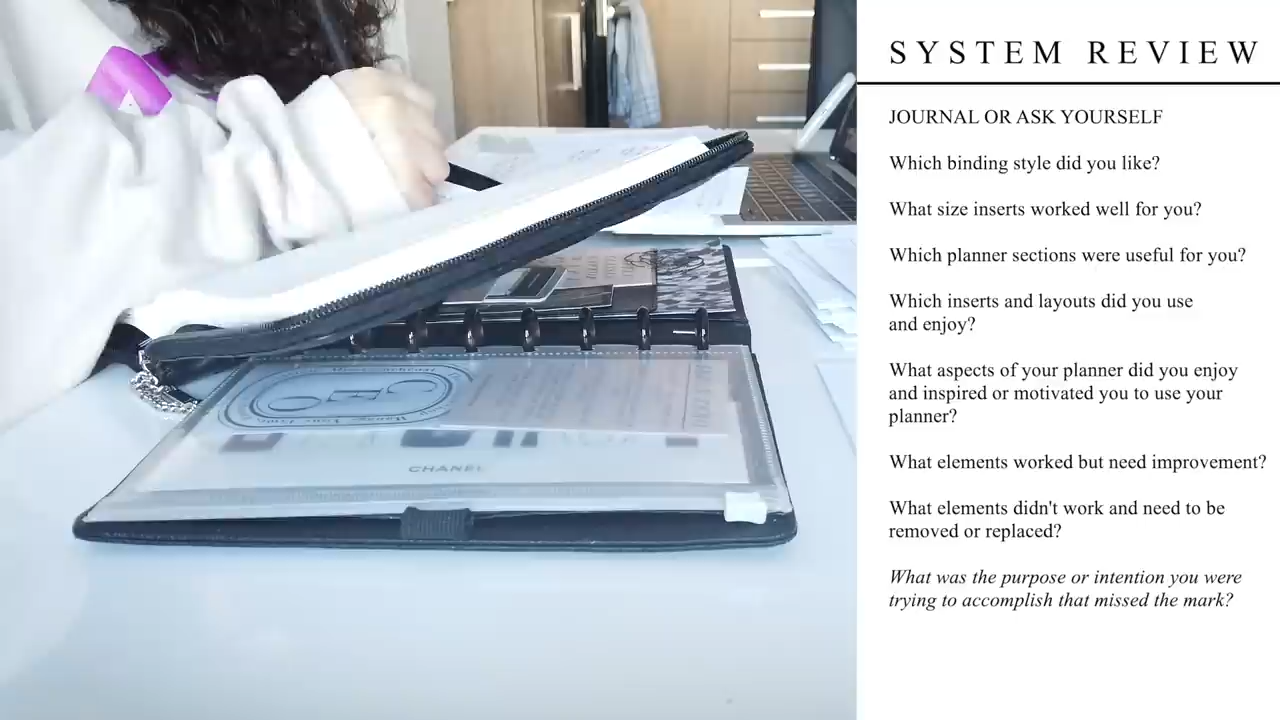 SYSTEM REVIEW
JOURNAL OR ASK YOURSELF
Which binding style did you like?
What size inserts worked well for you?
Which planner sections were useful for you?
Which inserts and layouts did you use
and enjoy?
What aspects of your planner did you enjoy
and inspired or motivated you to use your
planner?
What elements worked but need improvement?
What elements didn't work and need to be
removed or replaced?
What was the purpose or intention you were
trying to accomplish that missed the mark?
CEO
CHANEL